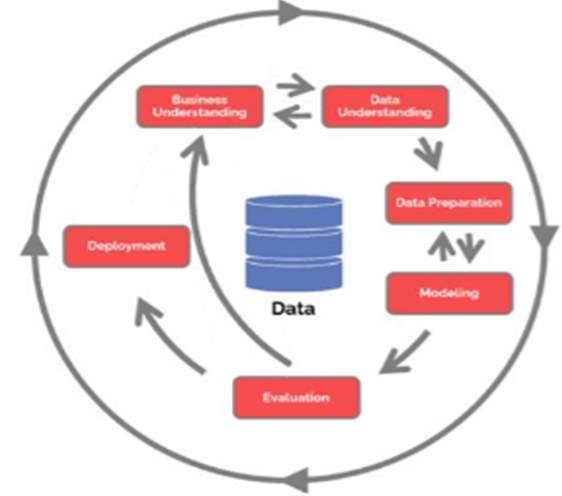 Business
Understanding
Data
Understanding
Data Preparation
Deployment
Modeling
Data
Evaluation